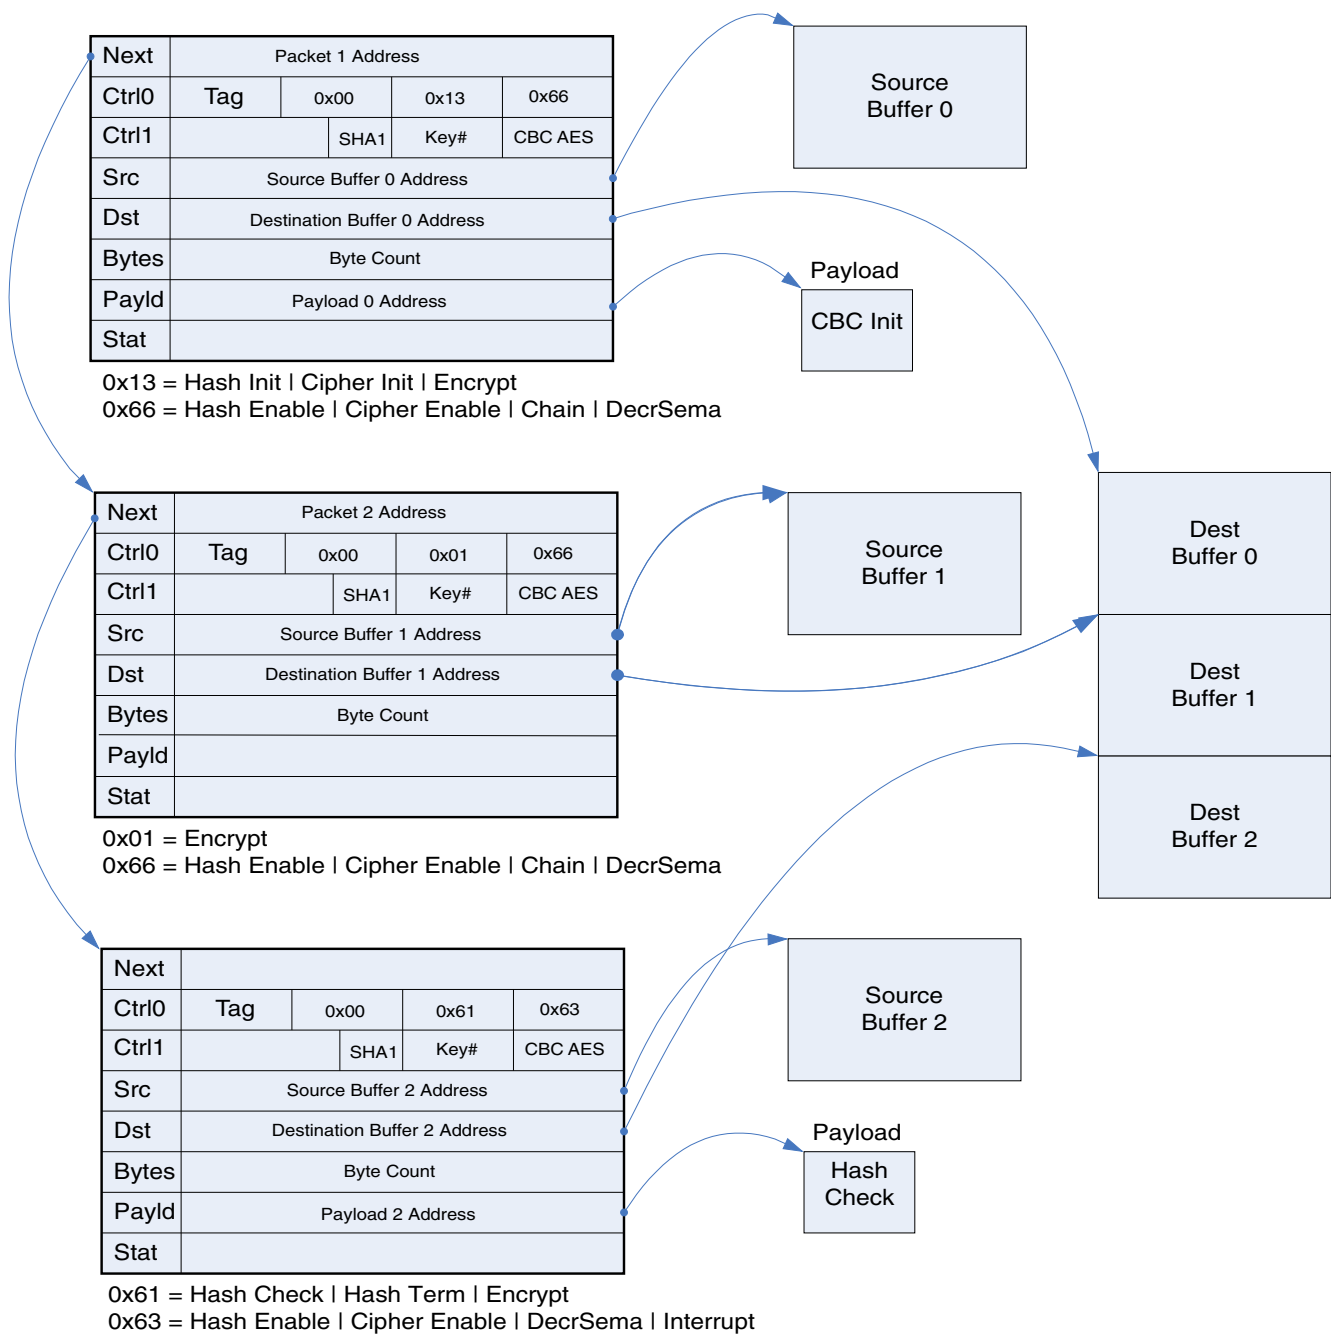 Next Packet 1 Address
Ctrl0 Tag 0x00 0x13 0x66
Ctrl1 SHA1 Key# CBC AES
Src Source Buffer 0 Address
Dst Destination Buffer 0 Address
Bytes Byte Count
Payld Payload 0 Address
Stat
0x13 = Hash Init | Cipher Init | Encrypt
0x66 = Hash Enable | Cipher Enable | Chain | DecrSema
Source
Buffer 0
Payload
CBC Init
Next Packet 2 Address
Ctrl0 Tag 0x00 0x01 0x66
Ctrl1 SHA1 Key# CBC AES
Src Source Buffer 1 Address
Dst Destination Buffer 1 Address
Bytes Byte Count
Payld
Stat
0x01 = Encrypt
0x66 = Hash Enable | Cipher Enable | Chain | DecrSema
Source
Buffer 1
Dest
Buffer 0
Dest
Buffer 1
Dest
Buffer 2
Next
Ctrl0 Tag 0x00 0x61 0x63
Ctrl1 SHA1 Key# CBC AES
Src Source Buffer 2 Address
Dst Destination Buffer 2 Address
Bytes Byte Count
Payld Payload 2 Address
Stat
0x61 = Hash Check | Hash Term | Encrypt
0x63 = Hash Enable | Cipher Enable | DecrSema | Interrupt
Source
Buffer 2
Payload
Hash
Check